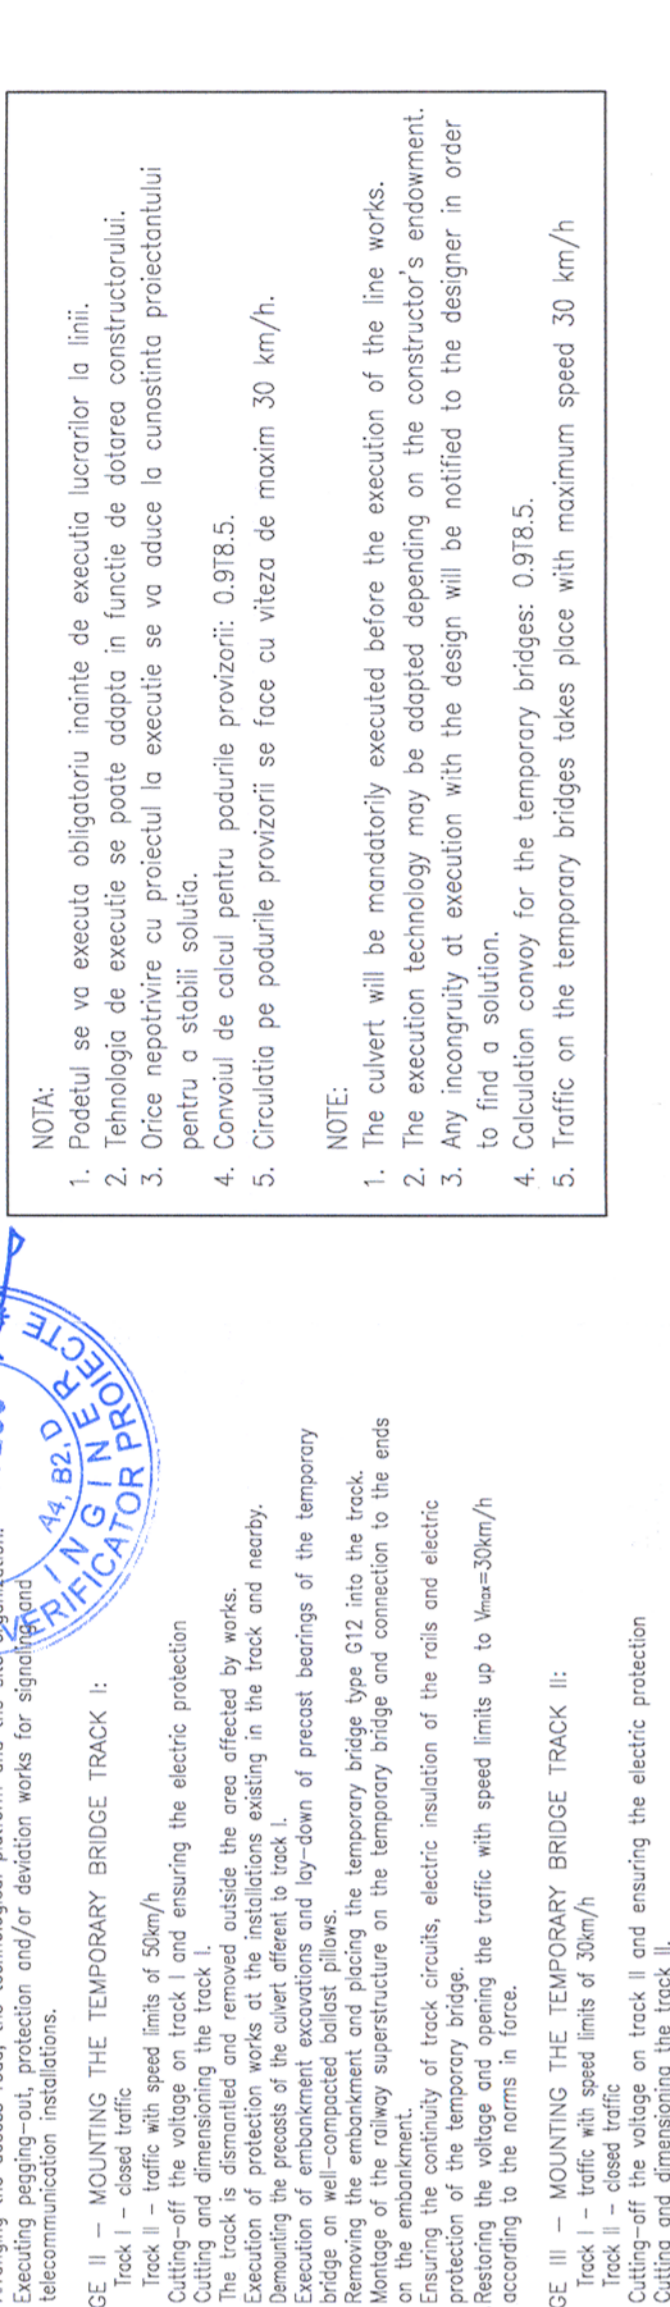 Executing pegging-out, protection and/or deviation works for signaling and
telecommunication installations.
GE II - MOUNTING THE TEMPORARY BRIDGE TRACK I:
Track I - closed traffic
Track II - traffic with speed limits of 50km/h
Cutting-off the voltage on track I and ensuring the electric protection
Cutting and dimensioning the track I.
The track is dismantled and removed outside the area affected by works.
Execution of protection works at the installations existing in the track and nearby.
Demounting the precasts of the culvert afferent to track I.
Execution of embankment excavations and lay-down of precast bearings of the temporary
bridge on well-compacted ballast pillows.
Removing the embankment and placing the temporary bridge type G12 into the track.
Montage of the railway superstructure on the temporary bridge and connection to the ends
on the embankment.
Ensuring the continuity of track circuits, electric insulation of the rails and electric
protection of the temporary bridge.
Restoring the voltage and opening the traffic with speed limits up to Vmax=30km/h
according to the norms in force.
GE III - MOUNTING THE TEMPORARY BRIDGE TRACK II:
Track I - traffic with speed limits of 30km/h
Track II - closed traffic
Cutting-off the voltage on track II and ensuring the electric protection
Cutting and dimensioning the track II.
A4, B2, D
INGINER
VERIFICATOR PROIECTE
NOTA:
1. Podetul se va executa obligatoriu inainte de executia lucrarilor la linii.
2. Tehnologia de executie se poate adapta in functie de dotarea constructorului.
3. Orice nepotrivire cu proiectul la executie se va aduce la cunostinta proiectantului
pentru a stabili solutia.
4. Convoiul de calcul pentru podurile provizorii: 0.9T8.5.
5. Circulatia pe podurile provizorii se face cu viteza de maxim 30 km/h.
NOTE:
1. The culvert will be mandatorily executed before the execution of the line works.
2. The execution technology may be adapted depending on the constructor's endowment.
3. Any incongruity at execution with the design will be notified to the designer in order
to find a solution.
4. Calculation convoy for the temporary bridges: 0.9T8.5.
5. Traffic on the temporary bridges takes place with maximum speed 30 km/h